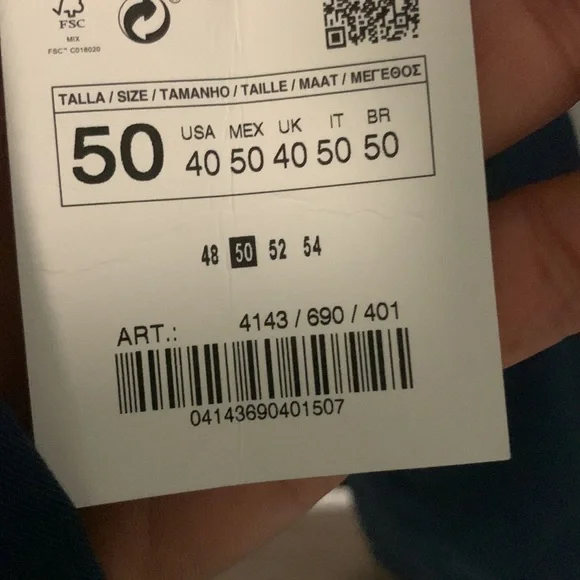 FSC
MIX
FSC™ C018020
TALLA / SIZE / TAMANHO / TAILLE / MAAT / ΜΕΓΕΘΟΣ
50
USA MEX UK IT BR
40 50 40 50 50
48 50 52 54
ART.: 4143 / 690 / 401
04143690401507